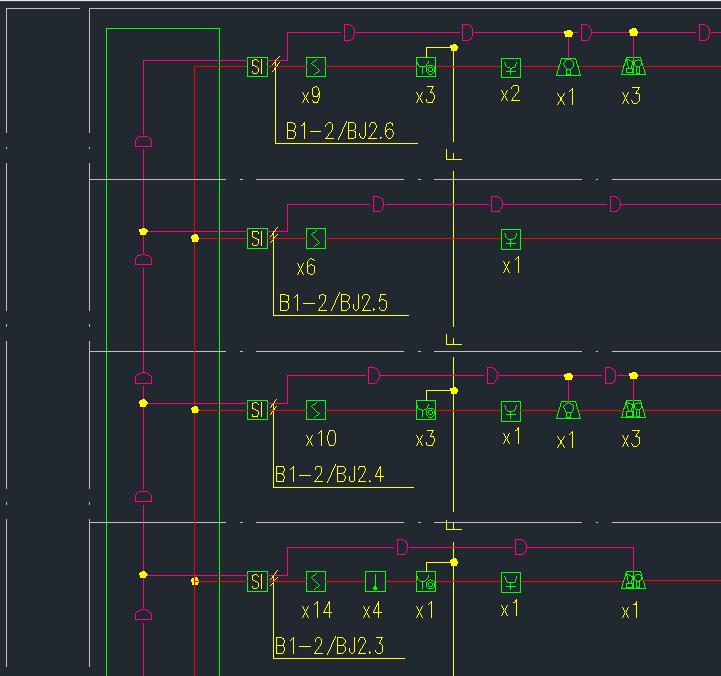 D D D D
SI
x9 x3 x2 x1 x3
B1-2/BJ2.6
D
F
D D D
SI
x6 x1
B1-2/BJ2.5
D
F
D D D
D
SI
x10 x3 x1 x1 x3
B1-2/BJ2.4
D
F
D D
SI
x14 x4 x1 x1 x1
B1-2/BJ2.3
D